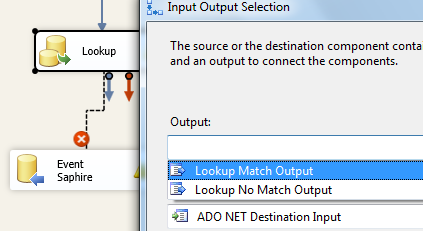 Input Output Selection
Lookup
The source or the destination component conta
and an output to connect the components.
Output:
Event
Saphire
Lookup Match Output
Lookup No Match Output
ADO NET Destination Input